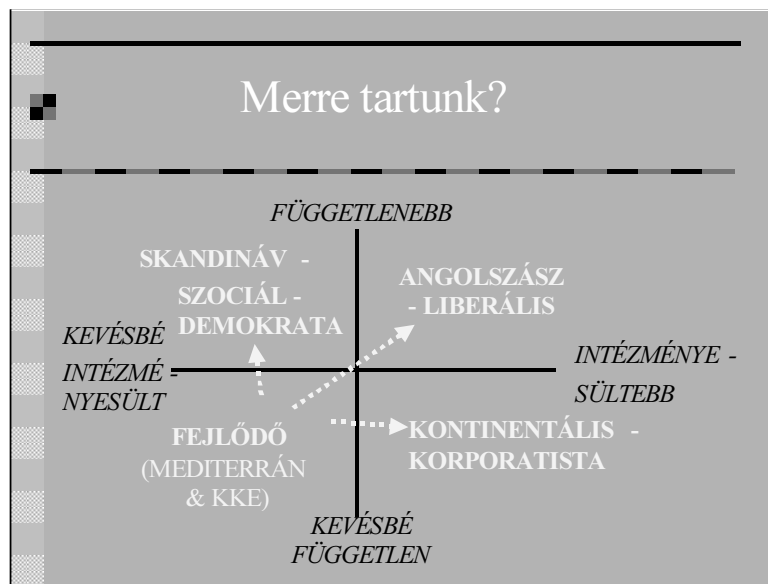 Merre tartunk?
FÜGGETLENEBB
SKANDINÁV -
SZOCIÁL -
DEMOKRATA
ANGOLSZÁSZ
- LIBERÁLIS
KEVÉSBÉ
INTÉZMÉ -
NYESÜLT
INTÉZMÉNYE -
SÜLTEBB
FEJLŐDŐ
(MEDITERRÁN
& KKE)
KONTINENTÁLIS -
KORPORATISTA
KEVÉSBÉ
FÜGGETLEN